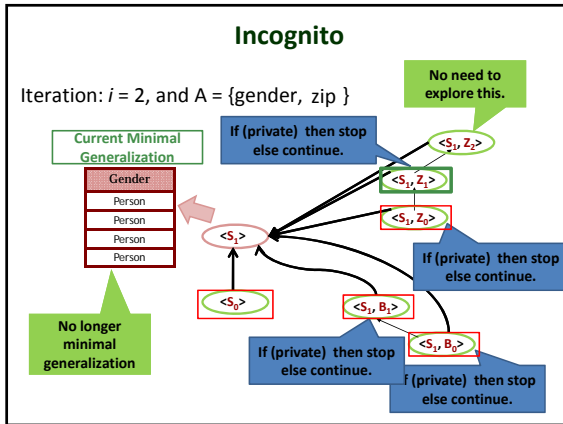 Incognito
Iteration: i = 2, and A = {gender, zip }
No need to
explore this.
Current Minimal
Generalization
If (private) then stop
else continue.
<S₁, Z₂>
Gender
Person
Person
Person
Person
<S₁, Z₁>
<S₁, Z₀>
<S₁>
If (private) then stop
else continue.
<S₀>
<S₁, B₁>
No longer
minimal
generalization
If (private) then stop
else continue.
<S₁, B₀>
If (private) then stop
else continue.